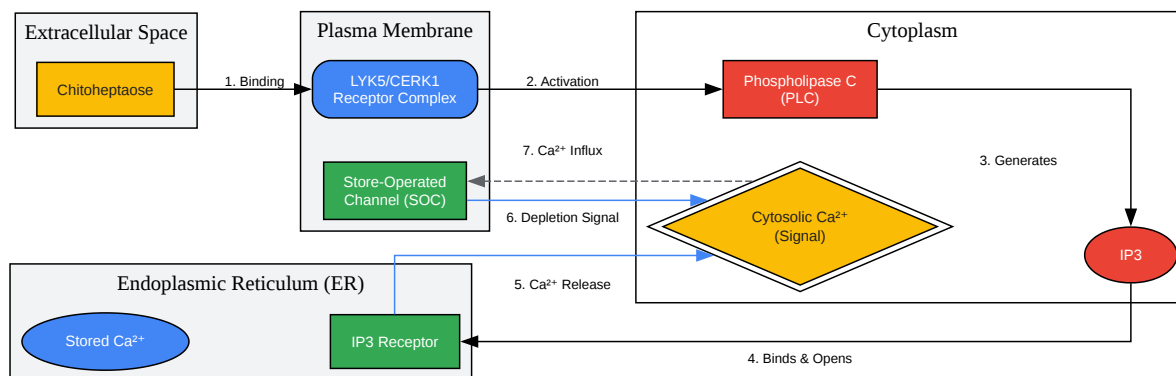 Extracellular Space
Chitoheptaose
1. Binding
Plasma Membrane
LYK5/CERK1
Receptor Complex
2. Activation
Cytoplasm
Phospholipase C
(PLC)
3. Generates
7. Ca²⁺ Influx
Store-Operated
Channel (SOC)
6. Depletion Signal
Cytosolic Ca²⁺
(Signal)
IP3
Endoplasmic Reticulum (ER)
5. Ca²⁺ Release
Stored Ca²⁺
IP3 Receptor
4. Binds & Opens